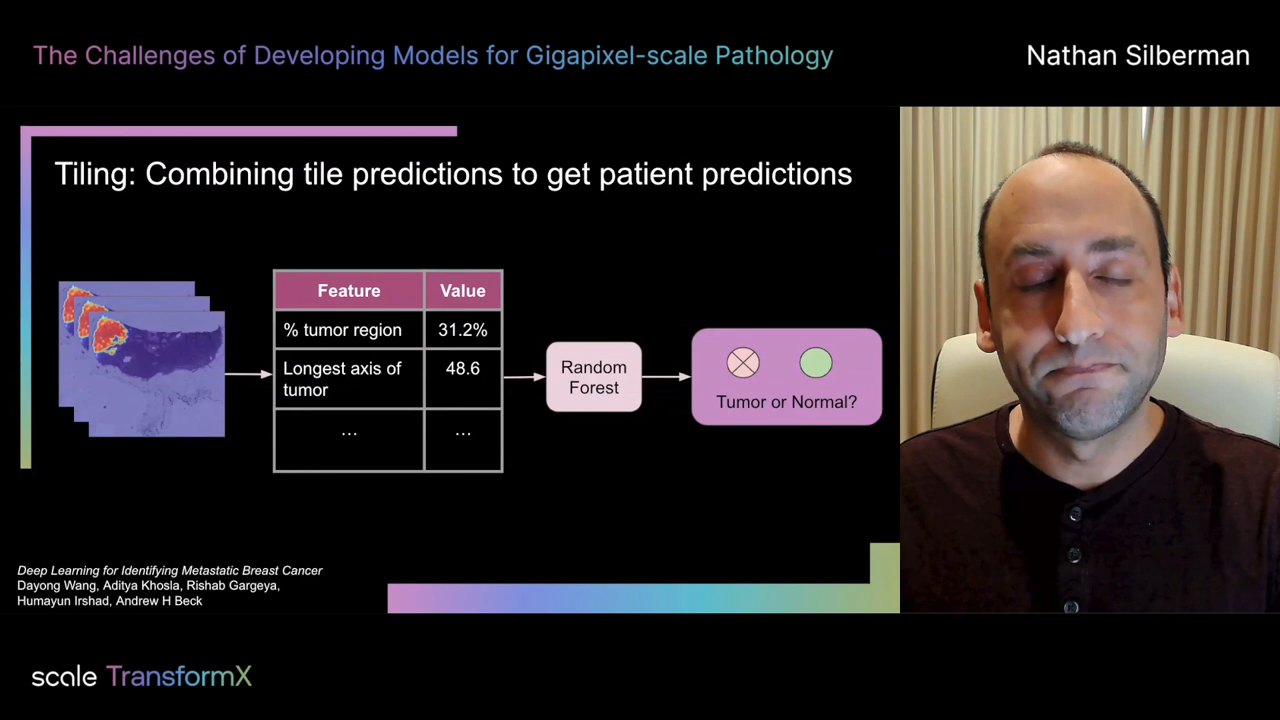 The Challenges of Developing Models for Gigapixel-scale Pathology
Nathan Silberman
Tiling: Combining tile predictions to get patient predictions
Feature Value
% tumor region 31.2%
Longest axis of tumor 48.6
... ...
Random
Forest
Tumor or Normal?
Deep Learning for Identifying Metastatic Breast Cancer
Dayong Wang, Aditya Khosla, Rishab Gargeya,
Humayun Irshad, Andrew H Beck
scale TransformX